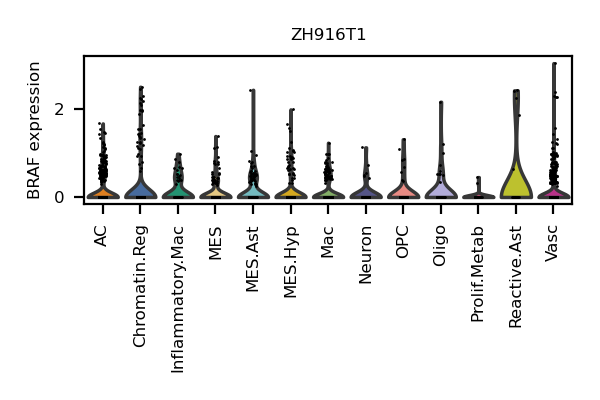 ZH916T1
BRAF expression
2
0
AC
Chromatin.Reg
Inflammatory.Mac
MES
MES.Ast
MES.Hyp
Mac
Neuron
OPC
Oligo
Prolif.Metab
Reactive.Ast
Vasc